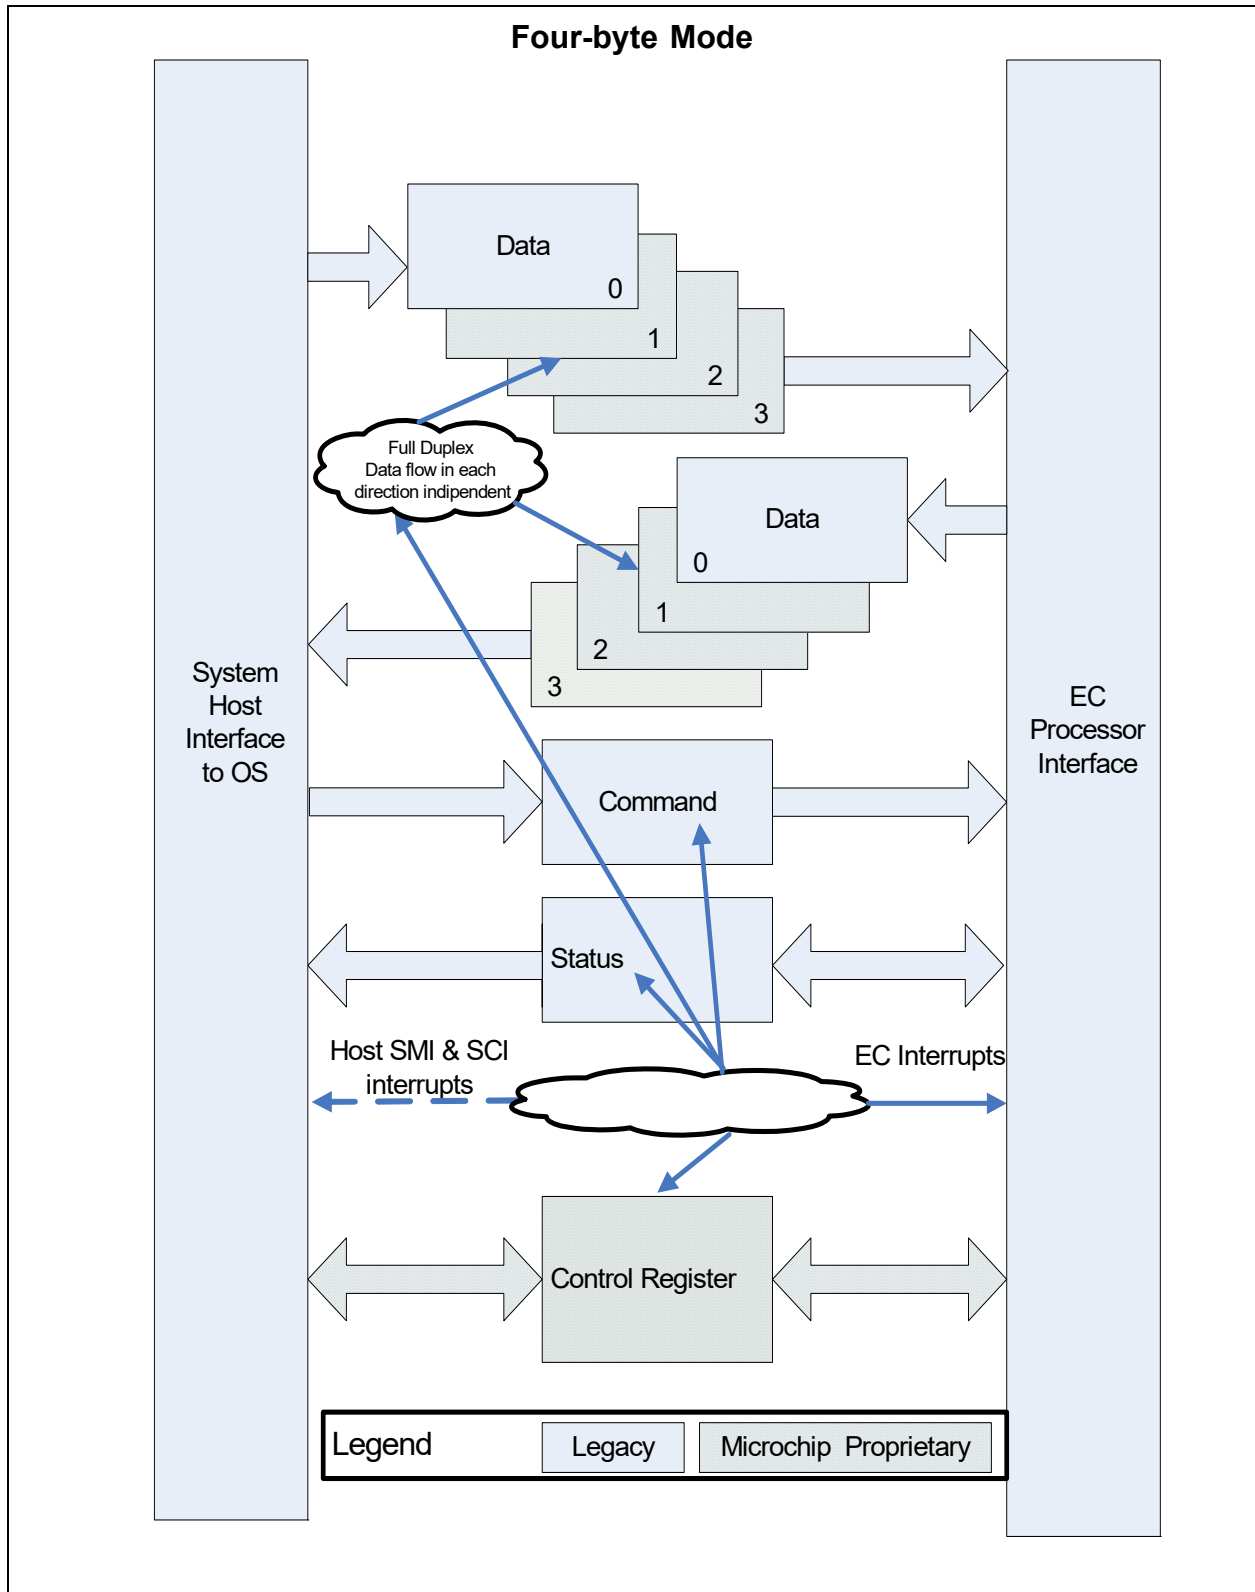 Four-byte Mode
Data
0
1
2
3
Full Duplex
Data flow in each
direction indipendent
Data
0
1
2
3
System
Host
Interface
to OS
EC
Processor
Interface
Command
Status
Host SMI & SCI
interrupts
EC Interrupts
Control Register
Legend
Legacy
Microchip Proprietary